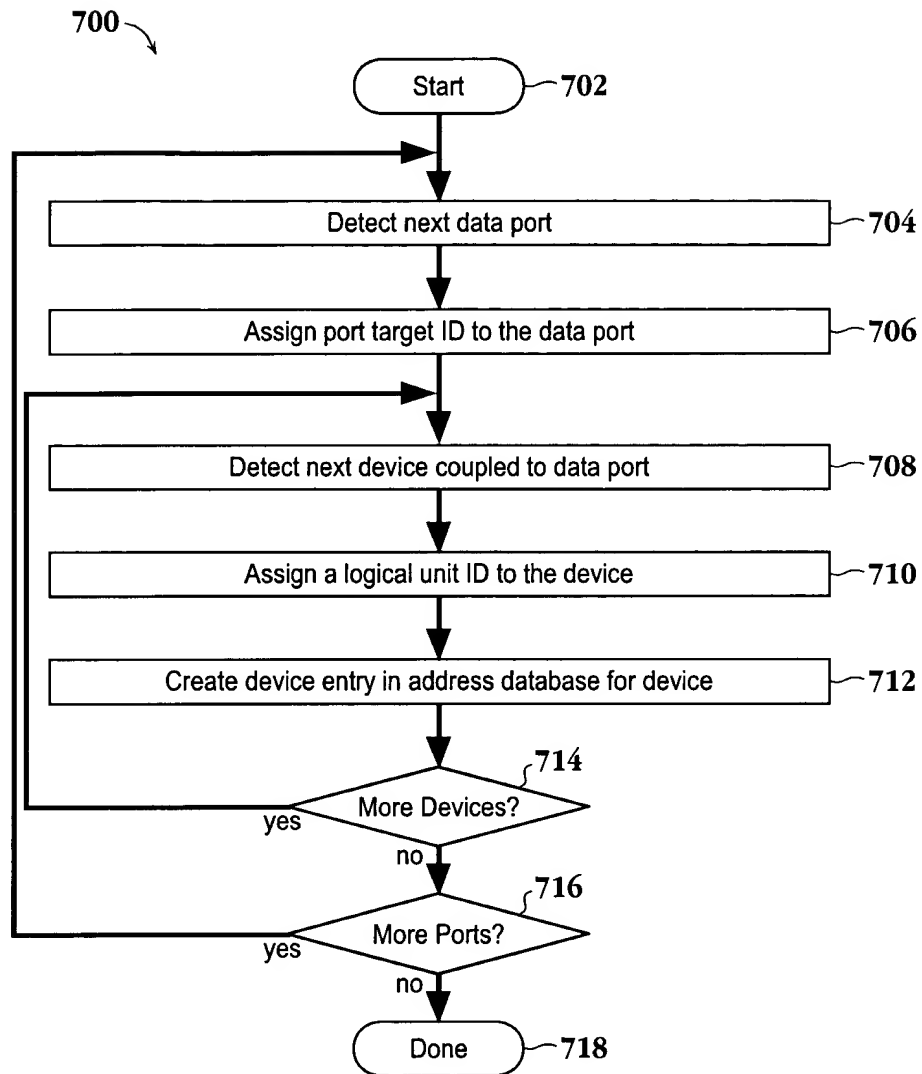 700
Start
702
Detect next data port
704
Assign port target ID to the data port
706
Detect next device coupled to data port
708
Assign a logical unit ID to the device
710
Create device entry in address database for device
712
714
More Devices?
yes
no
716
More Ports?
yes
no
Done
718